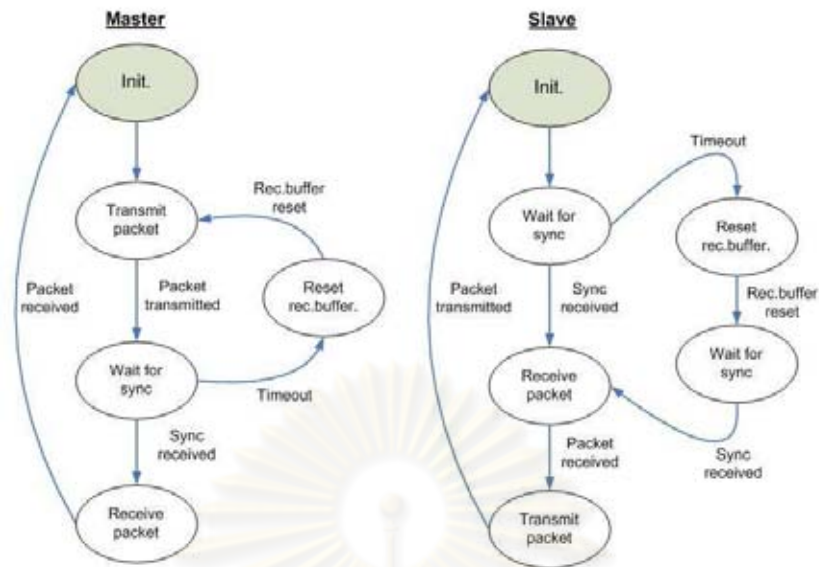 Master
Init.
Transmit
packet
Rec.buffer
reset
Packet
received
Packet
transmitted
Reset
rec.buffer.
Wait for
sync
Timeout
Sync
received
Receive
packet
Slave
Init.
Timeout
Wait for
sync
Reset
rec.buffer.
Packet
transmitted
Sync
received
Rec.buffer
reset
Wait for
sync
Receive
packet
Packet
received
Sync
received
Transmit
packet